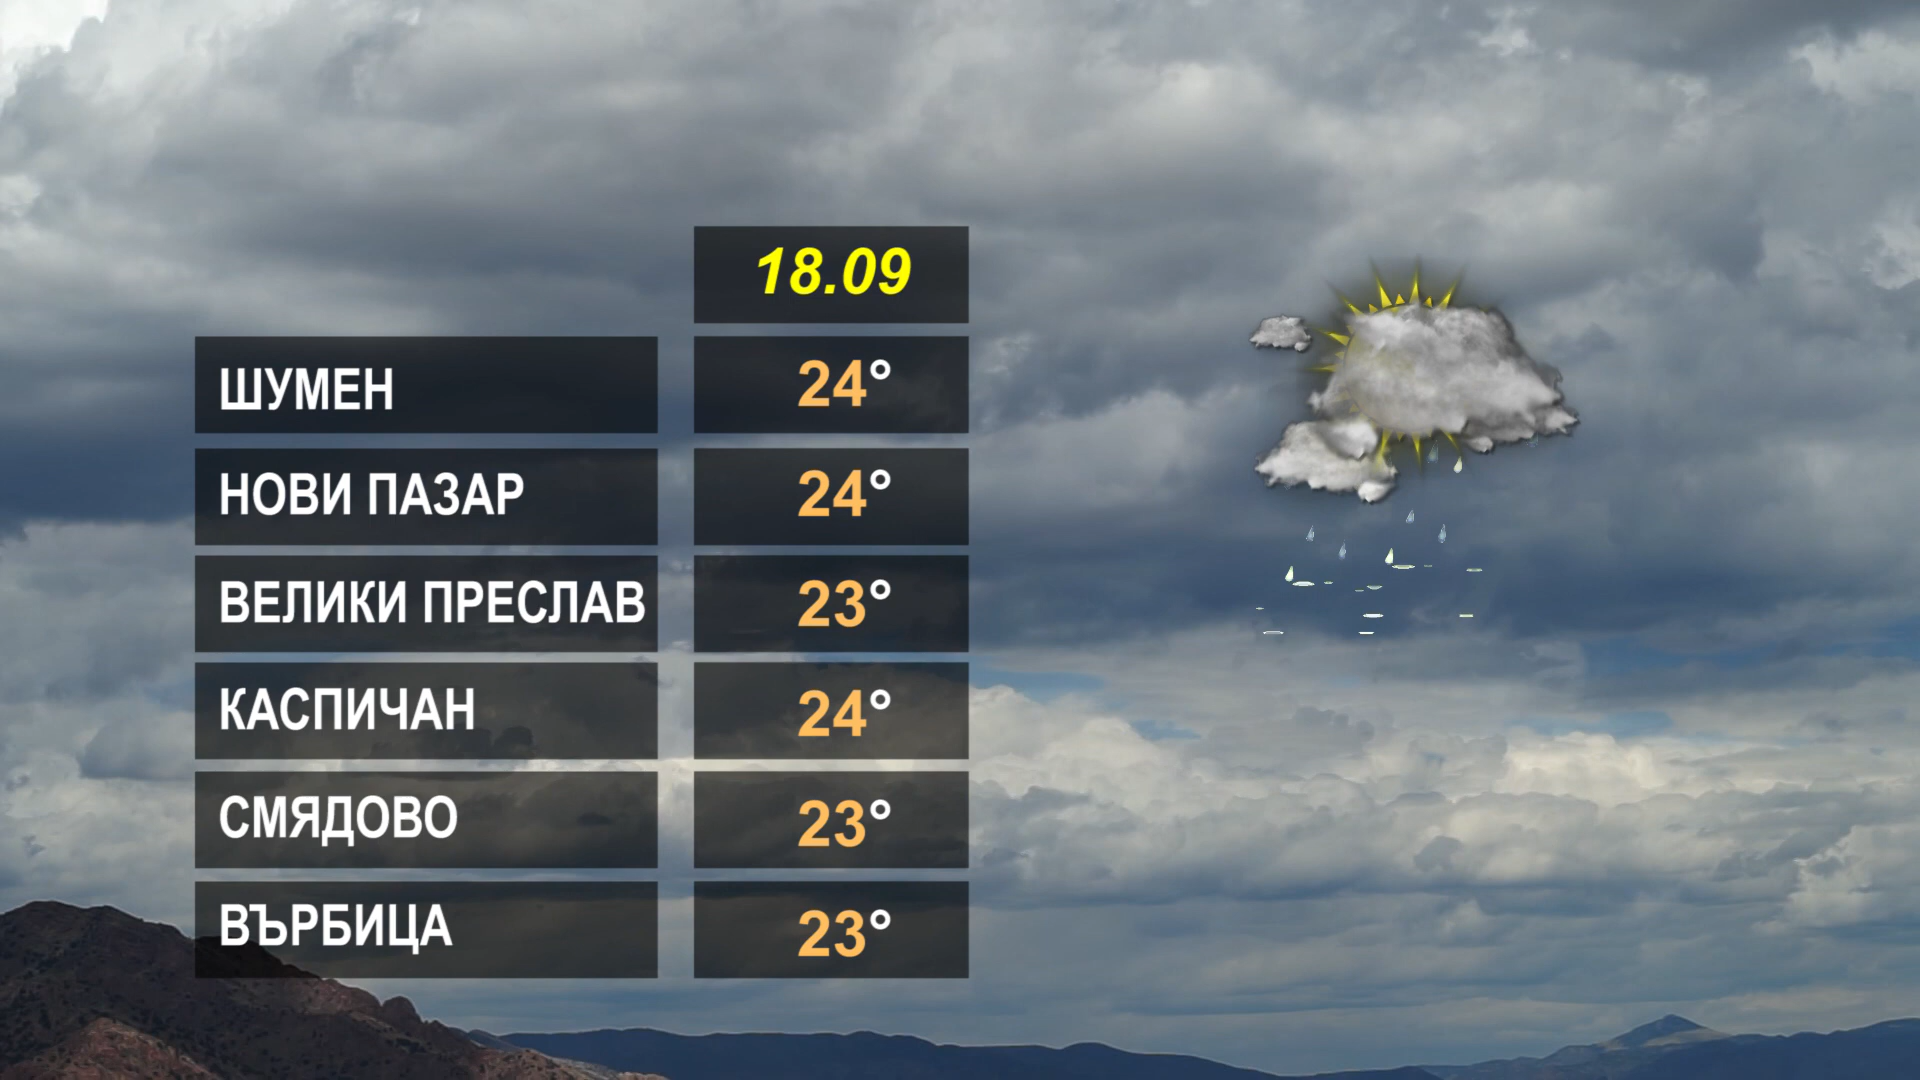 18.09
ШУМЕН 24°
НОВИ ПАЗАР 24°
ВЕЛИКИ ПРЕСЛАВ 23°
КАСПИЧАН 24°
СМЯДОВО 23°
ВЪРБИЦА 23°